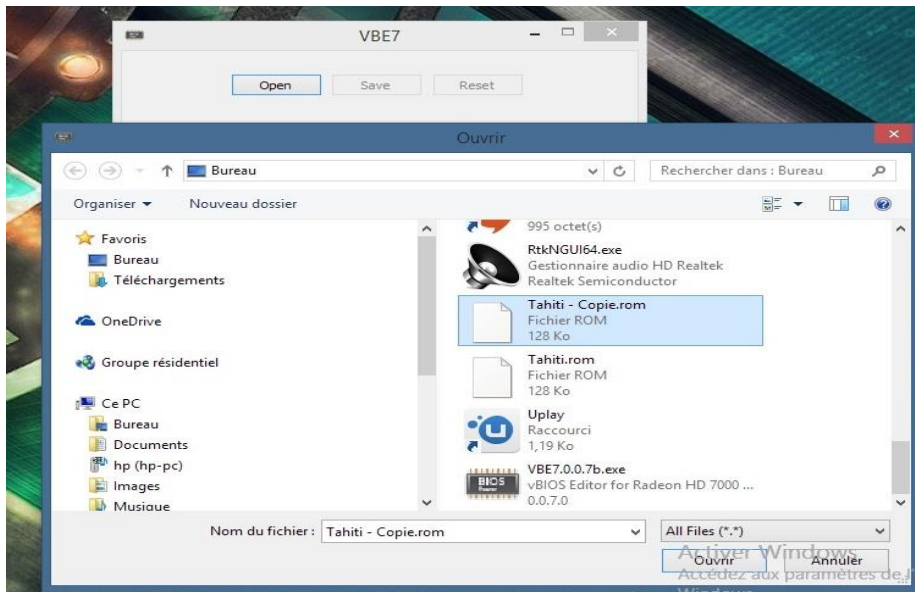 VBE7
Open Save Reset
Ouvrir
Bureau
Rechercher dans : Bureau
Organiser
Nouveau dossier
Favoris
Bureau
Téléchargements
OneDrive
Groupe résidentiel
Ce PC
Bureau
Documents
hp (hp-pc)
Images
Musique
995 octet(s)
RtkNGUI64.exe
Gestionnaire audio HD Realtek
Realtek Semiconductor
Tahiti - Copie.rom
Fichier ROM
128 Ko
Tahiti.rom
Fichier ROM
128 Ko
Uplay
Raccourci
1,19 Ko
BIOS
VBE7.0.0.7b.exe
vBIOS Editor for Radeon HD 7000 ...
0.0.7.0
Nom du fichier : Tahiti - Copie.rom
All Files (*.*)
Ouvrir Annuler
Activer Windows
Accédez aux paramètres de l'
Windows